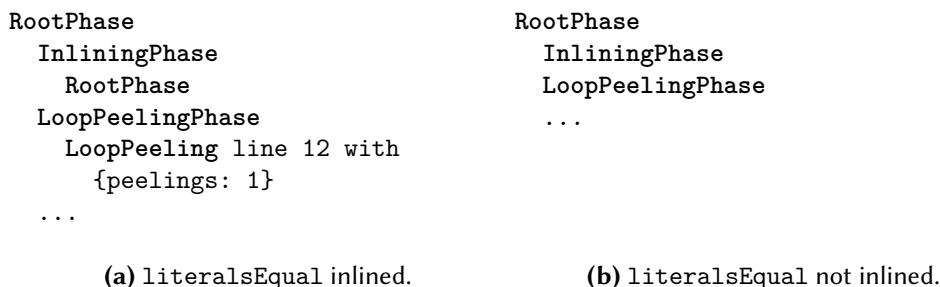 RootPhase
InliningPhase
RootPhase
LoopPeelingPhase
LoopPeeling line 12 with
{peelings: 1}
...
(a) literalsEqual inlined.
RootPhase
InliningPhase
LoopPeelingPhase
...
(b) literalsEqual not inlined.